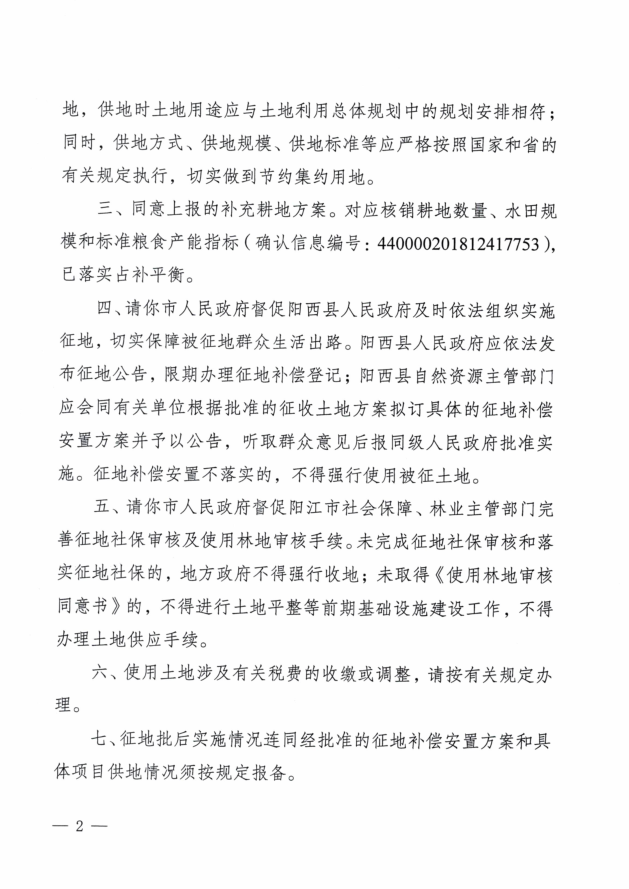 地，供地时土地用途应与土地利用总体规划中的规划安排相符；
同时，供地方式、供地规模、供地标准等应严格按照国家和省的
有关规定执行，切实做到节约集约用地。
三、同意上报的补充耕地方案。对应核销耕地数量、水田规
模和标准粮食产能指标（确认信息编号：440000201812417753），
已落实占补平衡。
四、请你市人民政府督促阳西县人民政府及时依法组织实施
征地，切实保障被征地群众生活出路。阳西县人民政府应依法发
布征地公告，限期办理征地补偿登记；阳西县自然资源主管部门
应会同有关单位根据批准的征收土地方案拟订具体的征地补偿
安置方案并予以公告，听取群众意见后报同级人民政府批准实
施。征地补偿安置不落实的，不得强行使用被征土地。
五、请你市人民政府督促阳江市社会保障、林业主管部门完
善征地社保审核及使用林地审核手续。未完成征地社保审核和落
实征地社保的，地方政府不得强行收地；未取得《使用林地审核
同意书》的，不得进行土地平整等前期基础设施建设工作，不得
办理土地供应手续。
六、使用土地涉及有关税费的收缴或调整，请按有关规定办
理。
七、征地批后实施情况连同经批准的征地补偿安置方案和具
体项目供地情况须按规定报备。
— 2 —